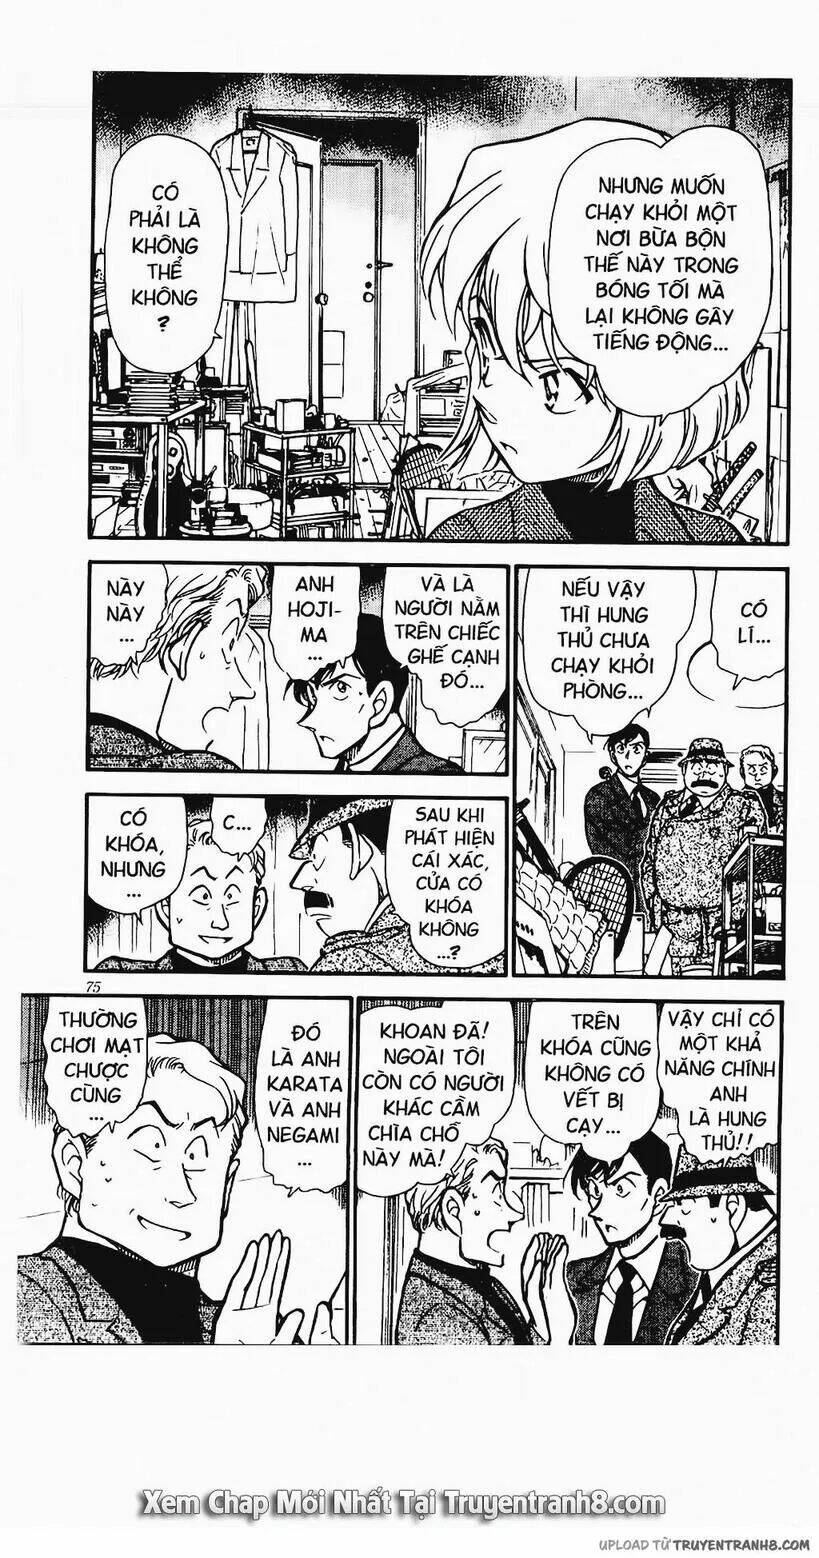 NHƯNG MUỐN
CHẠY KHỎI MỘT
NƠI BỪA BỘN
THẾ NÀY TRONG
BÓNG TỐI MÀ
LẠI KHÔNG GÂY
TIẾNG ĐỘNG...
CÓ
PHẢI LÀ
KHÔNG
THỂ
KHÔNG
?
CÓ
LÍ...
NẾU VẬY
THÌ HUNG
THỦ CHƯA
CHẠY KHỎI
PHÒNG...
VÀ LÀ
NGƯỜI NẰM
TRÊN CHIẾC
GHẾ CẠNH
ĐÓ...
ANH
HOJI-
MA
...
NÀY
NÀY
...
SAU KHI
PHÁT HIỆN
CÁI XÁC,
CỬA CÓ
KHÓA
KHÔNG
...?
C...
CÓ
KHÓA,
NHƯNG
...
75
VẬY CHỈ CÓ
MỘT KHẢ
NĂNG CHÍNH
ANH
LÀ HUNG
THỦ!!
TRÊN
KHÓA CŨNG
KHÔNG CÓ
VẾT BỊ
CẠY...
KHOAN ĐÃ!
NGOÀI TÔI
CÒN CÓ NGƯỜI
KHÁC CẦM
CHÌA CHỖ
NÀY MÀ!
ĐÓ
LÀ ANH
KARATA
VÀ ANH
NEGAMI
...
THƯỜNG
CHƠI MẠT
CHƯỢC
CÙNG
...
Xem Chap Mới Nhất Tại Truyentranh8.com
UPLOAD TỪ TRUYENTRANH8.COM